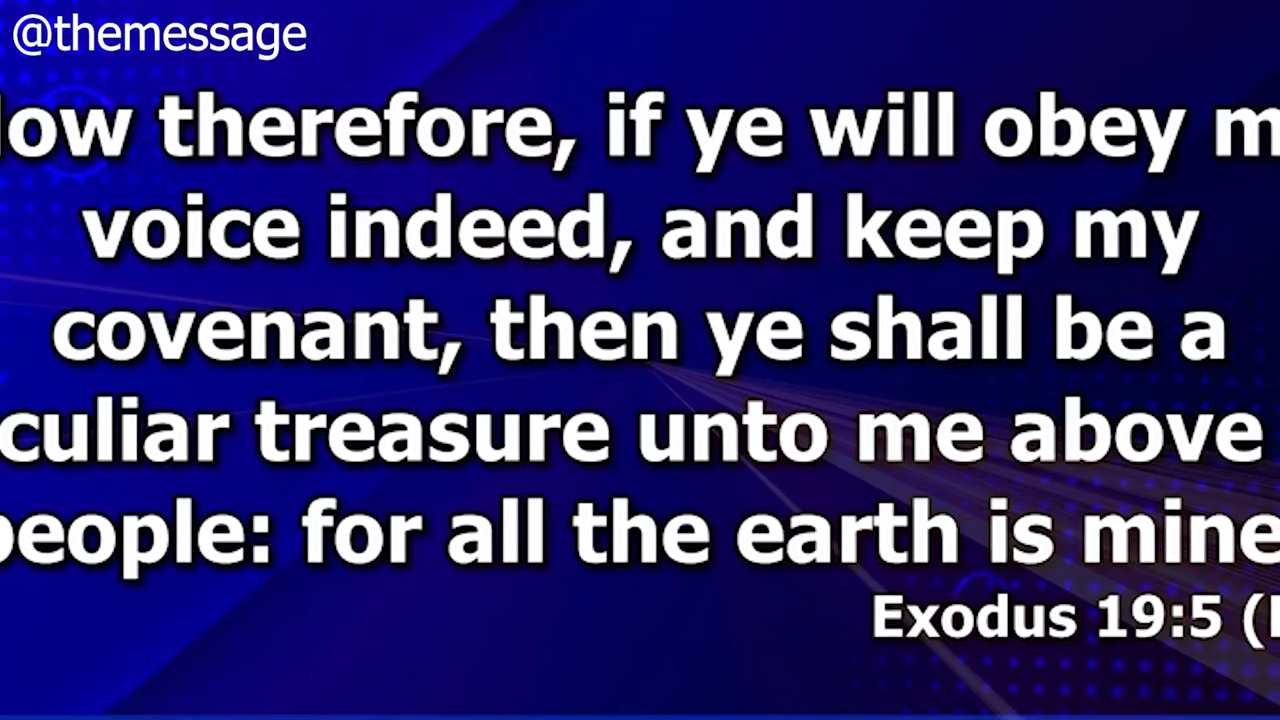 @themessage
ow therefore, if ye will obey m
voice indeed, and keep my
covenant, then ye shall be a
culiar treasure unto me above
people: for all the earth is mine
Exodus 19:5 (